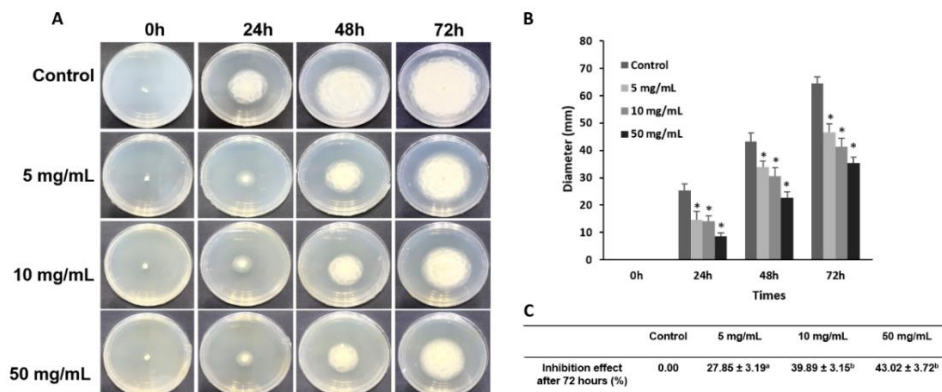 A
0h 24h 48h 72h
Control
5 mg/mL
10 mg/mL
50 mg/mL
B
Diameter (mm)
80
70
60
50
40
30
20
10
0
Control
5 mg/mL
10 mg/mL
50 mg/mL
* * *
* * *
* * *
0h 24h 48h 72h
Times
C
Control 5 mg/mL 10 mg/mL 50 mg/mL
Inhibition effect 0.00 27.85 ± 3.19ᵃ 39.89 ± 3.15ᵇ 43.02 ± 3.72ᵇ
after 72 hours (%)